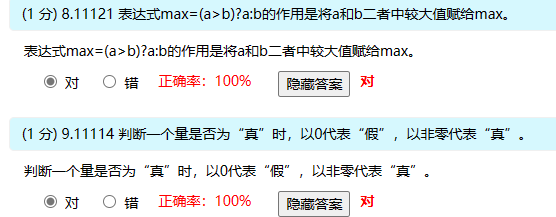 (1 分) 8.11121 表达式max=(a>b)?a:b的作用是将a和b二者中较大值赋给max。
表达式max=(a>b)?a:b的作用是将a和b二者中较大值赋给max。
对 错 正确率：100% 隐藏答案 对
(1 分) 9.11114 判断一个量是否为“真”时，以0代表“假”，以非零代表“真”。
判断一个量是否为“真”时，以0代表“假”，以非零代表“真”。
对 错 正确率：100% 隐藏答案 对